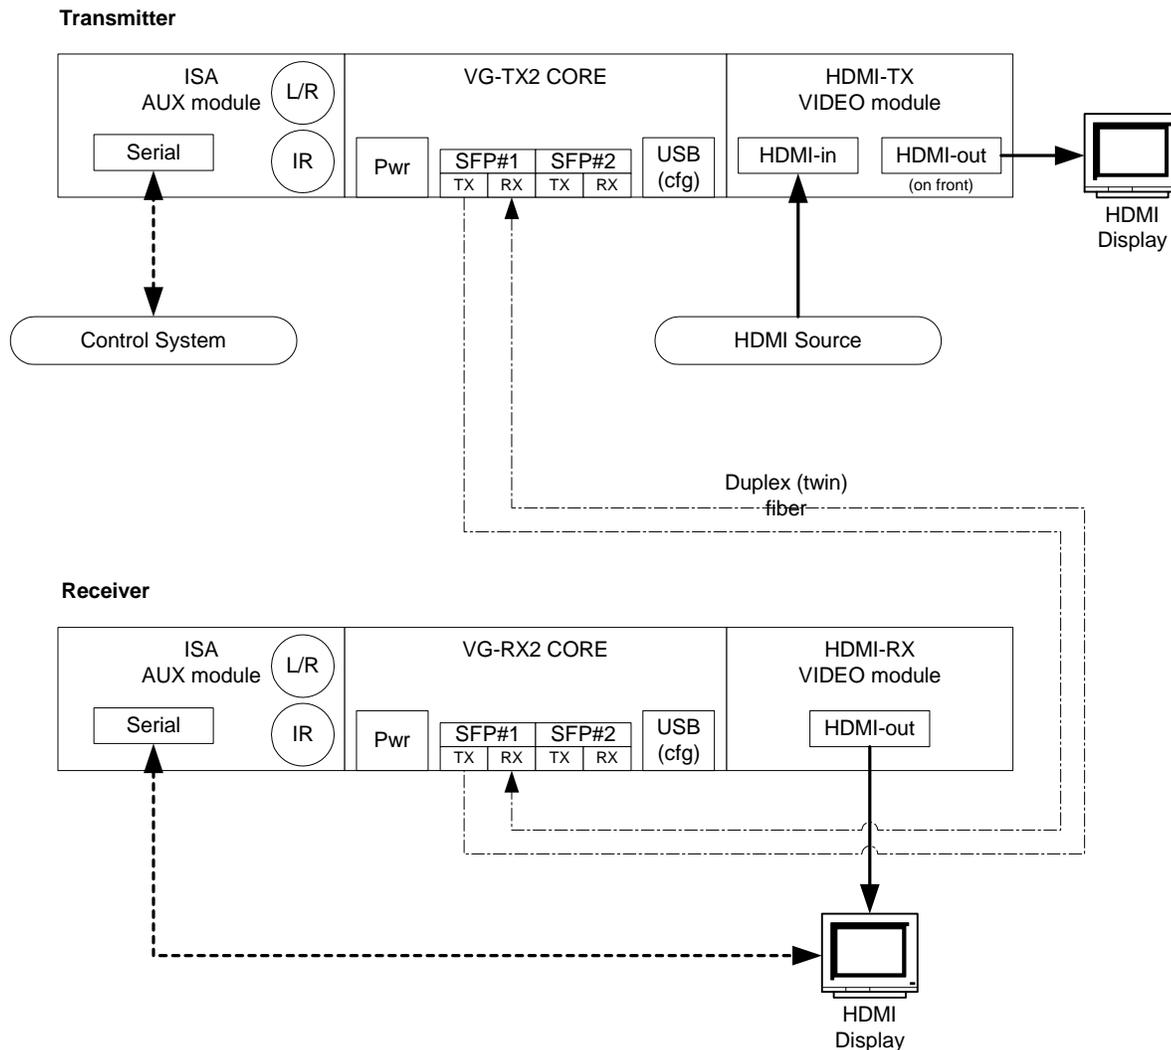 Transmitter
ISA
AUX module
L/R
IR
Serial
VG-TX2 CORE
Pwr
SFP#1
SFP#2
TX
RX
TX
RX
USB
(cfg)
HDMI-TX
VIDEO module
HDMI-in
HDMI-out
(on front)
HDMI
Display
Control System
HDMI Source
Duplex (twin)
fiber
Receiver
ISA
AUX module
L/R
IR
Serial
VG-RX2 CORE
Pwr
SFP#1
SFP#2
TX
RX
TX
RX
USB
(cfg)
HDMI-RX
VIDEO module
HDMI-out
HDMI
Display